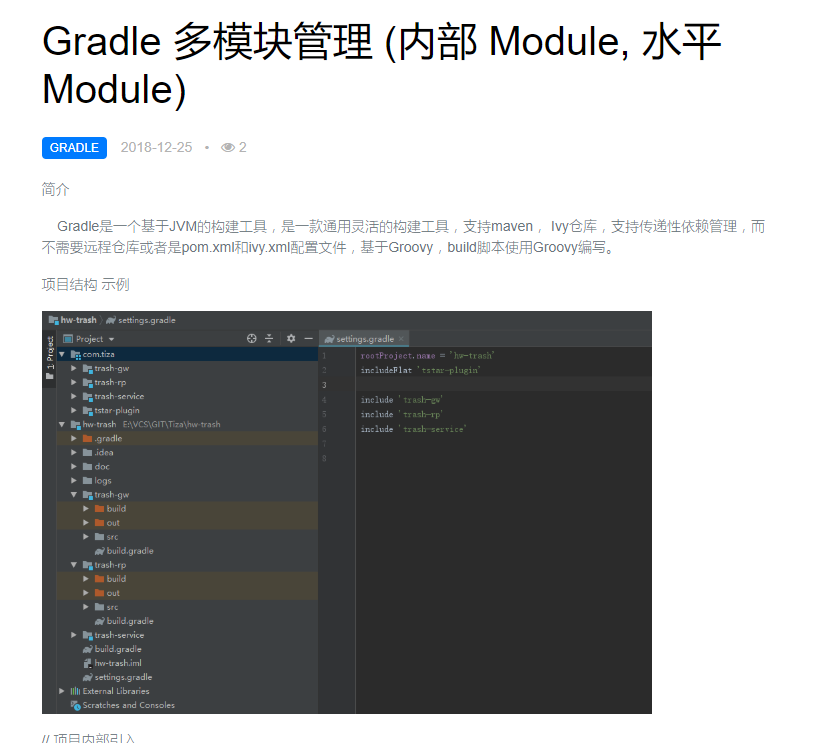 Gradle 多模块管理 (内部 Module, 水平
Module)
GRADLE 2018-12-25 • 2
简介
Gradle是一个基于JVM的构建工具，是一款通用灵活的构建工具，支持maven， Ivy仓库，支持传递性依赖管理，而
不需要远程仓库或者是pom.xml和ivy.xml配置文件，基于Groovy，build脚本使用Groovy编写。
项目结构 示例
hw-trash settings.gradle
1: Project
Project
com.tiza
trash-gw
trash-rp
trash-service
tstar-plugin
hw-trash E:\VCS\GIT\Tiza\hw-trash
.gradle
.idea
doc
logs
trash-gw
build
out
src
build.gradle
trash-rp
build
out
src
build.gradle
trash-service
build.gradle
hw-trash.iml
settings.gradle
External Libraries
Scratches and Consoles
settings.gradle
1 rootProject.name = 'hw-trash'
2 includeFlat 'tstar-plugin'
3
4 include 'trash-gw'
5 include 'trash-rp'
6 include 'trash-service'
7
8
// 项目内部引入